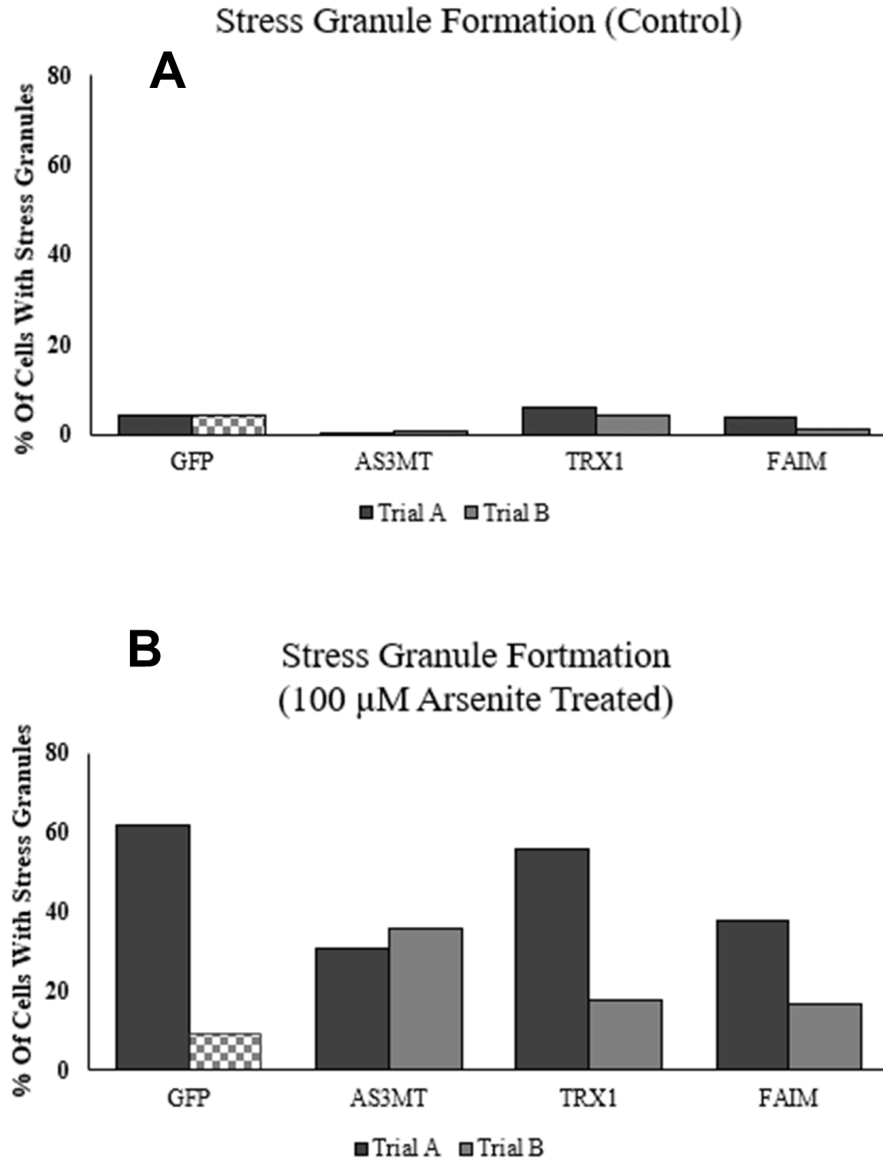 Stress Granule Formation (Control)
A
% Of Cells With Stress Granules
80
60
40
20
0
GFP AS3MT TRX1 FAIM
Trial A Trial B
B
Stress Granule Fortmation
(100 µM Arsenite Treated)
% Of Cells With Stress Granules
80
60
40
20
0
GFP AS3MT TRX1 FAIM
Trial A Trial B